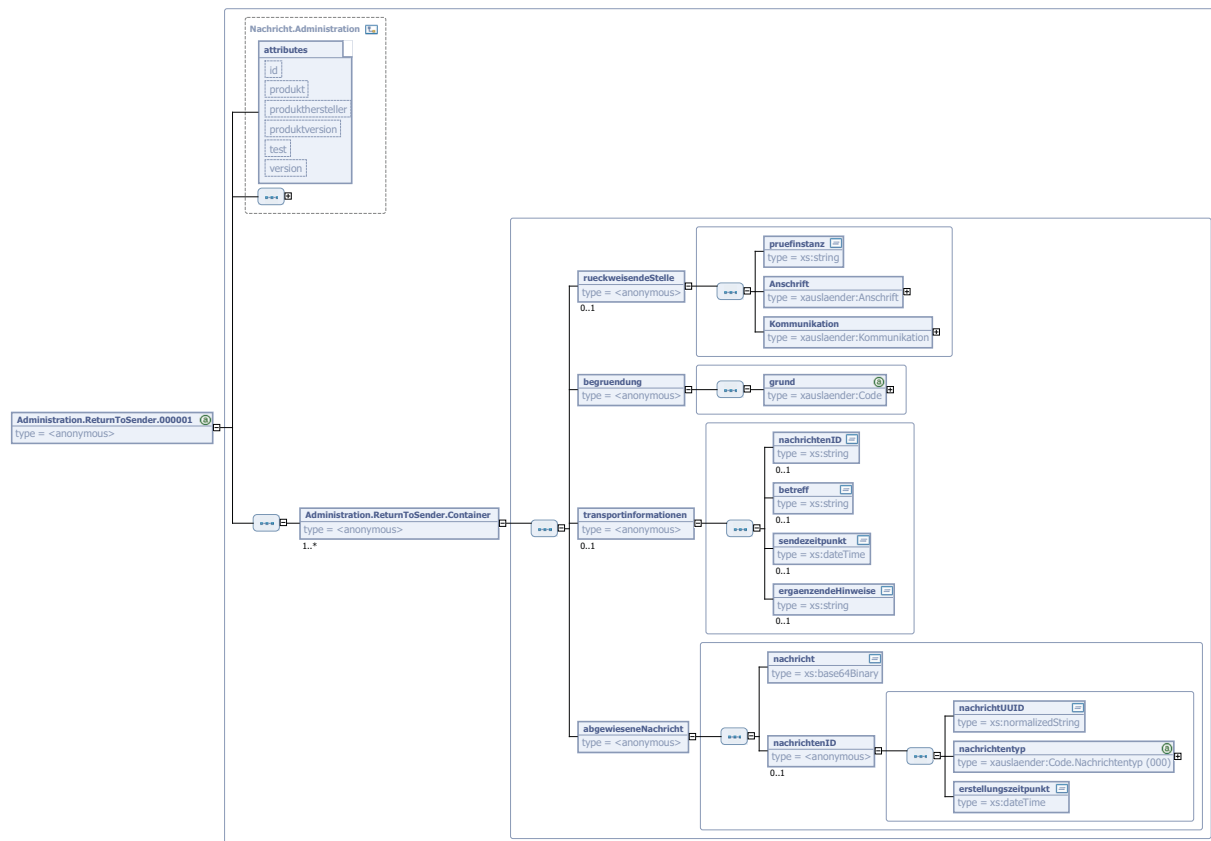 Nachricht.Administration
attributes
id
produkt
produkthersteller
produktversion
test
version
Administration.ReturnToSender.000001
type = <anonymous>
Administration.ReturnToSender.Container
type = <anonymous>
1..*
rueckweisendeStelle
type = <anonymous>
0..1
pruefinstanz
type = xs:string
Anschrift
type = xauslaender:Anschrift
Kommunikation
type = xauslaender:Kommunikation
begruendung
type = <anonymous>
grund
type = xauslaender:Code
transportinformationen
type = <anonymous>
0..1
nachrichtenID
type = xs:string
0..1
betreff
type = xs:string
0..1
sendezeitpunkt
type = xs:dateTime
0..1
ergaenzendeHinweise
type = xs:string
0..1
abgewieseneNachricht
type = <anonymous>
nachricht
type = xs:base64Binary
nachrichtenID
type = <anonymous>
0..1
nachrichtUUID
type = xs:normalizedString
nachrichtentyp
type = xauslaender:Code.Nachrichtentyp (000)
erstellungszeitpunkt
type = xs:dateTime